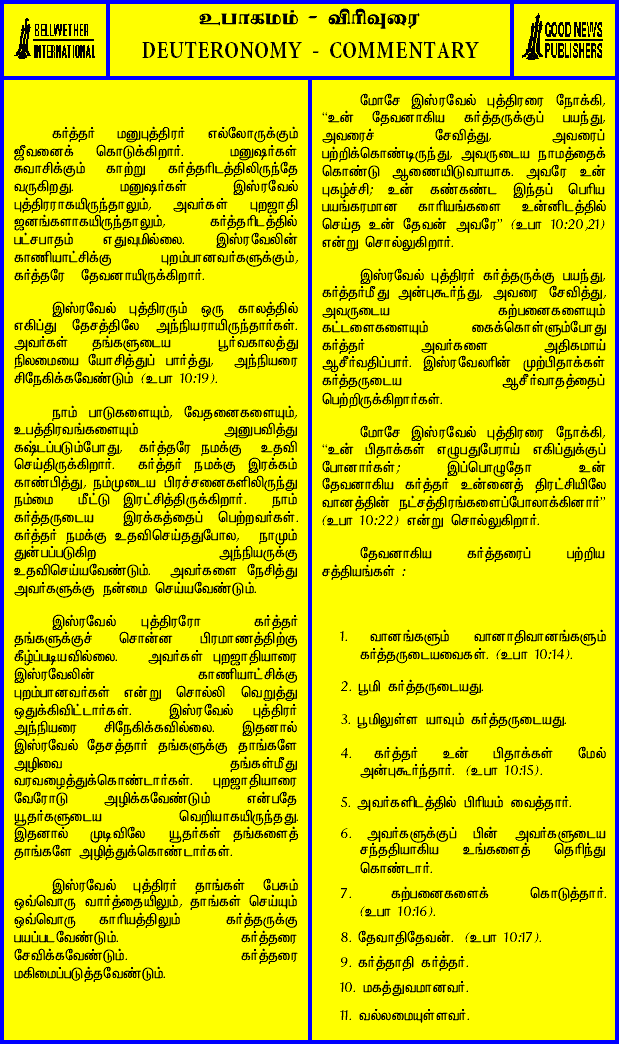 BELLWETHER
INTERNATIONAL
உபாகமம் - விரிவுரை
DEUTERONOMY - COMMENTARY
GOOD NEWS
PUBLISHERS
கர்த்தர் மனுபுத்திரர் எல்லோருக்கும்
ஜீவனைக் கொடுக்கிறார். மனுஷர்கள்
சுவாசிக்கும் காற்று கர்த்தரிடத்திலிருந்தே
வருகிறது. மனுஷர்கள் இஸ்ரவேல்
புத்திரராகயிருந்தாலும், அவர்கள் புறஜாதி
ஜனங்களாகயிருந்தாலும், கர்த்தரிடத்தில்
பட்சபாதம் எதுவுமில்லை. இஸ்ரவேலின்
காணியாட்சிக்கு புறம்பானவர்களுக்கும்,
கர்த்தரே தேவனாயிருக்கிறார்.
இஸ்ரவேல் புத்திரரும் ஒரு காலத்தில்
எகிப்து தேசத்திலே அந்நியராயிருந்தார்கள்.
அவர்கள் தங்களுடைய பூர்வகாலத்து
நிலமையை யோசித்துப் பார்த்து, அந்நியரை
சிநேகிக்கவேண்டும் (உபா 10:19).
நாம் பாடுகளையும், வேதனைகளையும்,
உபத்திரவங்களையும் அனுபவித்து
கஷ்டப்படும்போது, கர்த்தரே நமக்கு உதவி
செய்திருக்கிறார். கர்த்தர் நமக்கு இரக்கம்
காண்பித்து, நம்முடைய பிரச்சனைகளிலிருந்து
நம்மை மீட்டு இரட்சித்திருக்கிறார். நாம்
கர்த்தருடைய இரக்கத்தைப் பெற்றவர்கள்.
கர்த்தர் நமக்கு உதவிசெய்ததுபோல, நாமும்
துன்பப்படுகிற அந்நியருக்கு
உதவிசெய்யவேண்டும். அவர்களை நேசித்து
அவர்களுக்கு நன்மை செய்யவேண்டும்.
இஸ்ரவேல் புத்திரரோ கர்த்தர்
தங்களுக்குச் சொன்ன பிரமாணத்திற்கு
கீழ்ப்படியவில்லை. அவர்கள் புறஜாதியாரை
இஸ்ரவேலின் காணியாட்சிக்கு
புறம்பானவர்கள் என்று சொல்லி வெறுத்து
ஒதுக்கிவிட்டார்கள். இஸ்ரவேல் புத்திரர்
அந்நியரை சிநேகிக்கவில்லை. இதனால்
இஸ்ரவேல் தேசத்தார் தங்களுக்கு தாங்களே
அழிவை தங்கள்மீது
வரவழைத்துக்கொண்டார்கள். புறஜாதியாரை
வேரோடு அழிக்கவேண்டும் என்பதே
யூதர்களுடைய வெறியாகயிருந்தது.
இதனால் முடிவிலே யூதர்கள் தங்களைத்
தாங்களே அழித்துக்கொண்டார்கள்.
இஸ்ரவேல் புத்திரர் தாங்கள் பேசும்
ஒவ்வொரு வார்த்தையிலும், தாங்கள் செய்யும்
ஒவ்வொரு காரியத்திலும் கர்த்தருக்கு
பயப்படவேண்டும். கர்த்தரை
சேவிக்கவேண்டும். கர்த்தரை
மகிமைப்படுத்தவேண்டும்.
மோசே இஸ்ரவேல் புத்திரரை நோக்கி,
“உன் தேவனாகிய கர்த்தருக்குப் பயந்து,
அவரைச் சேவித்து, அவரைப்
பற்றிக்கொண்டிருந்து, அவருடைய நாமத்தைக்
கொண்டு ஆணையிடுவாயாக. அவரே உன்
புகழ்ச்சி; உன் கண்கண்ட இந்தப் பெரிய
பயங்கரமான காரியங்களை உன்னிடத்தில்
செய்த உன் தேவன் அவரே” (உபா 10:20,21)
என்று சொல்லுகிறார்.
இஸ்ரவேல் புத்திரர் கர்த்தருக்கு பயந்து,
கர்த்தர்மீது அன்புகூர்ந்து, அவரை சேவித்து,
அவருடைய கற்பனைகளையும்
கட்டளைகளையும் கைக்கொள்ளும்போது
கர்த்தர் அவர்களை அதிகமாய்
ஆசீர்வதிப்பார். இஸ்ரவேலரின் முற்பிதாக்கள்
கர்த்தருடைய ஆசீர்வாதத்தைப்
பெற்றிருக்கிறார்கள்.
மோசே இஸ்ரவேல் புத்திரரை நோக்கி,
“உன் பிதாக்கள் எழுபதுபேராய் எகிப்துக்குப்
போனார்கள்; இப்பொழுதோ உன்
தேவனாகிய கர்த்தர் உன்னைத் திரட்சியிலே
வானத்தின் நட்சத்திரங்களைப்போலாக்கினார்”
(உபா 10:22) என்று சொல்லுகிறார்.
தேவனாகிய கர்த்தரைப் பற்றிய
சத்தியங்கள் :
1. வானங்களும் வானாதிவானங்களும்
கர்த்தருடையவைகள். (உபா 10:14).
2. பூமி கர்த்தருடையது.
3. பூமிலுள்ள யாவும் கர்த்தருடையது.
4. கர்த்தர் உன் பிதாக்கள் மேல்
அன்புகூர்ந்தார். (உபா 10:15).
5. அவர்களிடத்தில் பிரியம் வைத்தார்.
6. அவர்களுக்குப் பின் அவர்களுடைய
சந்ததியாகிய உங்களைத் தெரிந்து
கொண்டார்.
7. கற்பனைகளைக் கொடுத்தார்.
(உபா 10:16).
8. தேவாதிதேவன். (உபா 10:17).
9. கர்த்தாதி கர்த்தர்.
10. மகத்துவமானவர்.
11. வல்லமையுள்ளவர்.